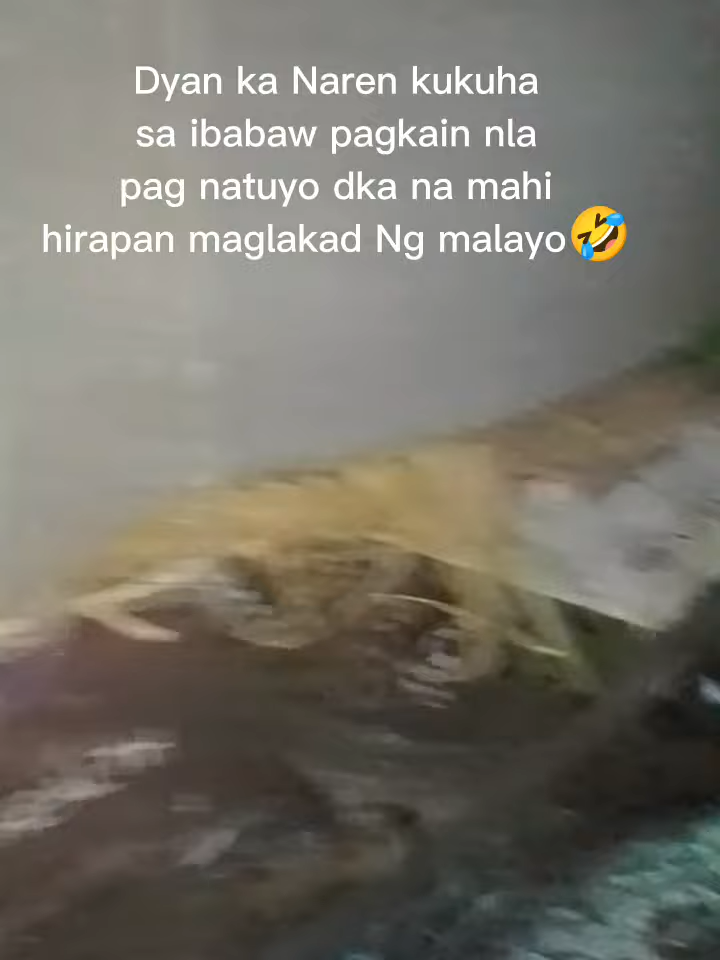 Dyan ka Naren kukuha
sa ibabaw pagkain nla
pag natuyo dka na mahi
hirapan maglakad Ng malayo🤣